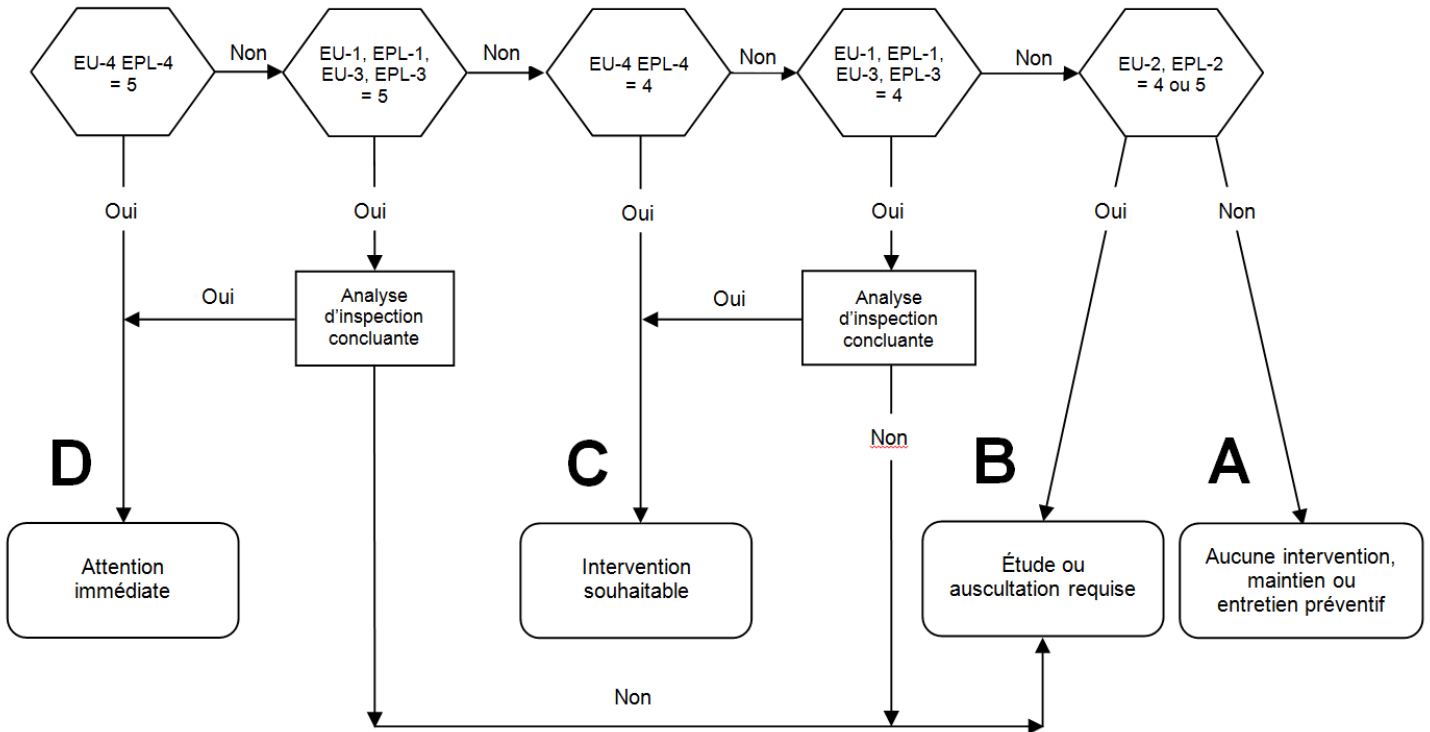 EU-4 EPL-4
= 5
Non
EU-1, EPL-1,
EU-3, EPL-3
= 5
Non
EU-4 EPL-4
= 4
Non
EU-1, EPL-1,
EU-3, EPL-3
= 4
Non
EU-2, EPL-2
= 4 ou 5
Oui
Oui
Oui
Oui
Oui
Non
Oui
Analyse
d’inspection
concluante
Oui
Analyse
d’inspection
concluante
Non
D
C
B
A
Attention
immédiate
Intervention
souhaitable
Étude ou
auscultation requise
Aucune intervention,
maintien ou
entretien préventif
Non